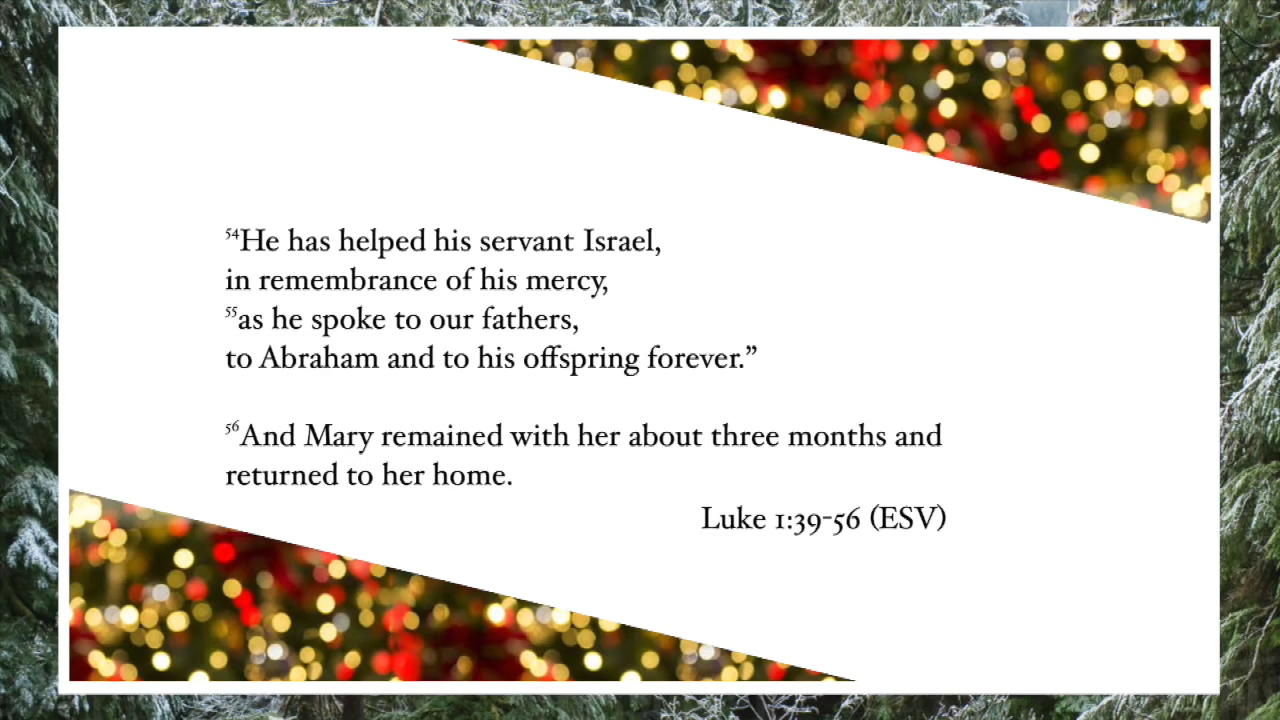 ⁵⁴He has helped his servant Israel,
in remembrance of his mercy,
⁵⁵as he spoke to our fathers,
to Abraham and to his offspring forever.”
⁵⁶And Mary remained with her about three months and
returned to her home.
Luke 1:39-56 (ESV)